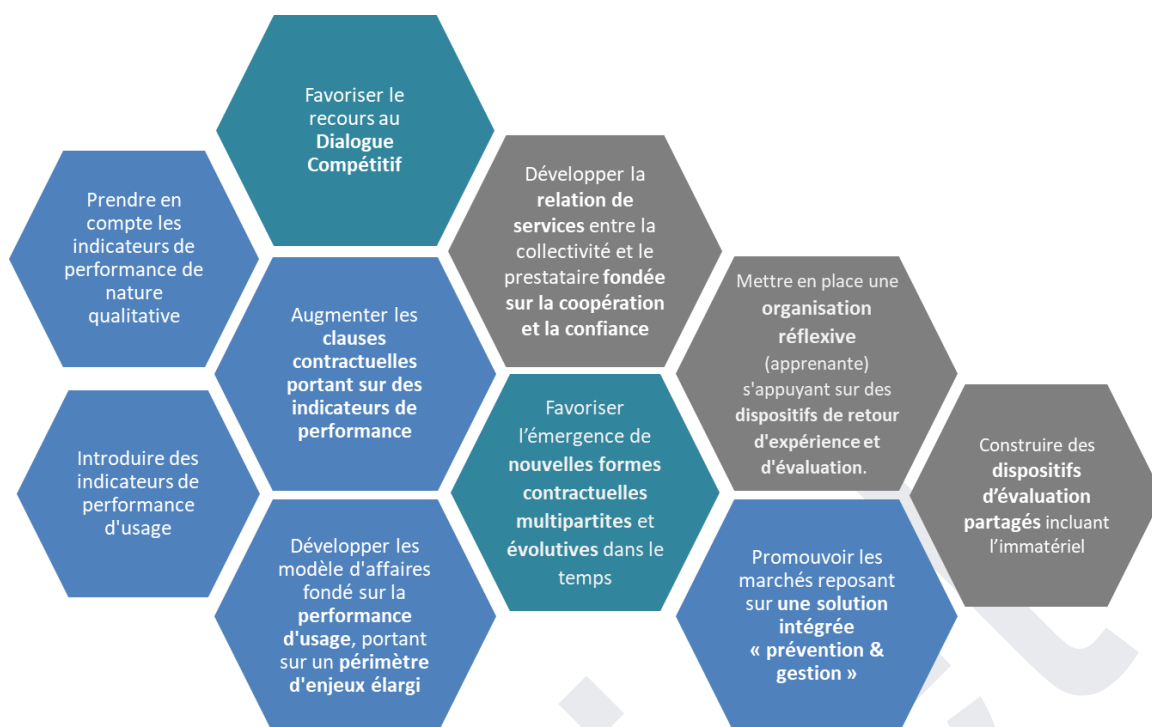 Favoriser le
recours au
Dialogue
Compétitif
Prendre en
compte les
indicateurs de
performance de
nature
qualitative
Développer la
relation de
services entre la
collectivité et le
prestataire fondée
sur la coopération
et la confiance
Augmenter les
clauses
contractuelles
portant sur des
indicateurs de
performance
Mettre en place une
organisation
réflexive
(apprenante)
s'appuyant sur des
dispositifs de retour
d'expérience et
d'évaluation.
Introduire des
indicateurs de
performance
d'usage
Favoriser
l’émergence de
nouvelles formes
contractuelles
multipartites et
évolutives dans le
temps
Construire des
dispositifs
d’évaluation
partagés incluant
l’immatériel
Développer les
modèle d'affaires
fondé sur la
performance
d'usage, portant
sur un périmètre
d'enjeux élargi
Promouvoir les
marchés reposant
sur une solution
intégrée
« prévention &
gestion »